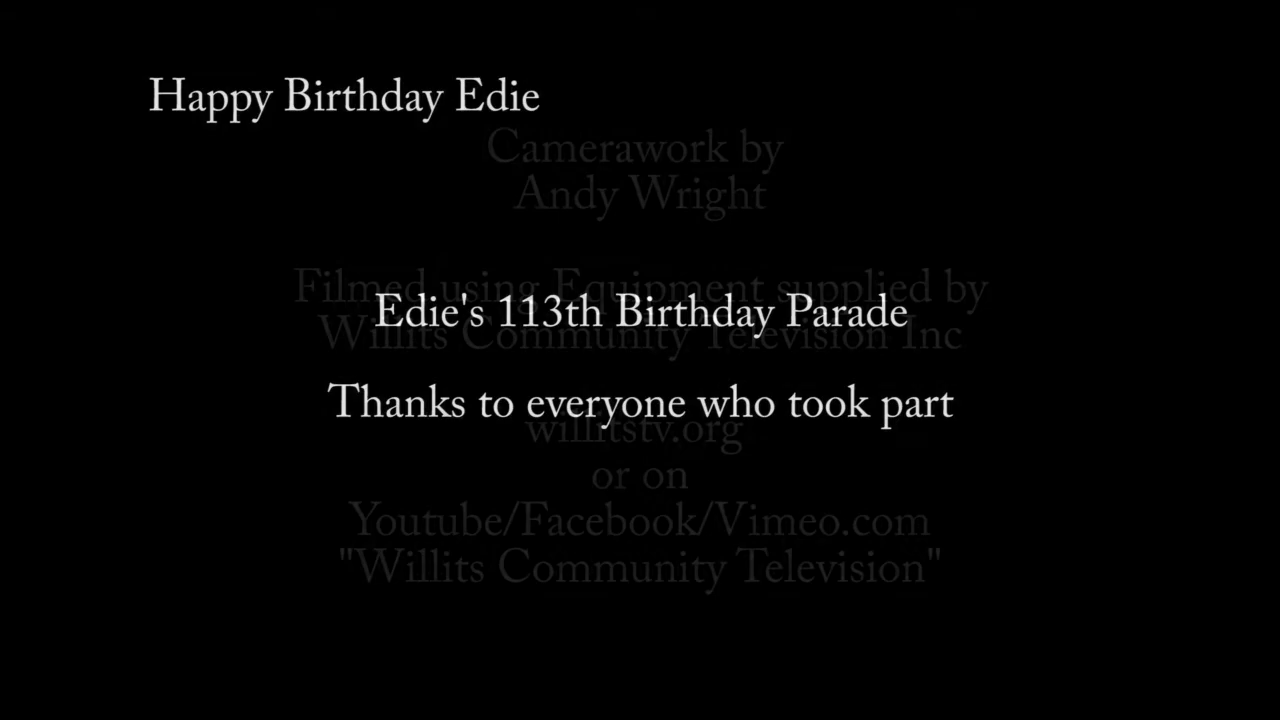 Happy Birthday Edie
Camerawork by
Andy Wright
Filmed using Equipment supplied by
Edie's 113th Birthday Parade
Willits Community Television Inc
Thanks to everyone who took part
willitstv.org
or on
Youtube/Facebook/Vimeo.com
"Willits Community Television"